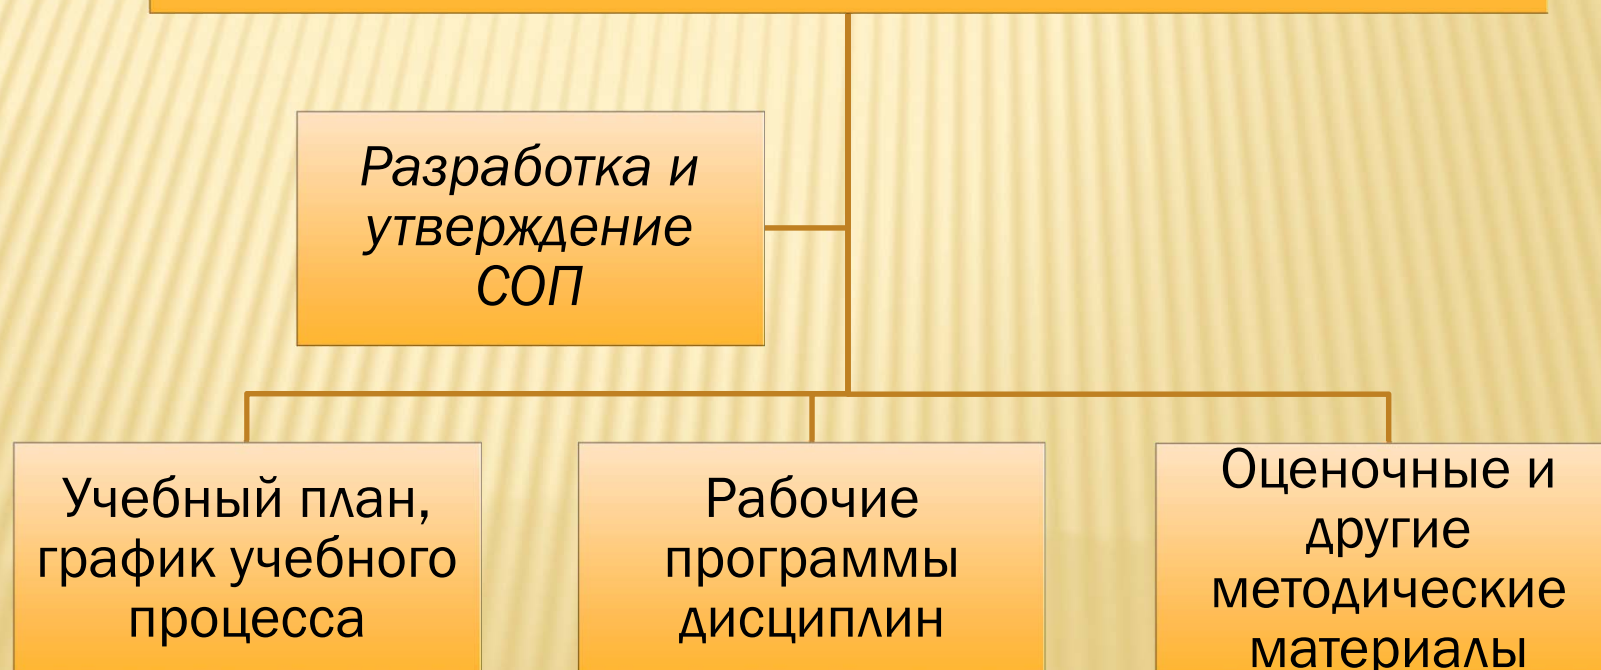 Разработка и
утверждение
СОП
Учебный план,
график учебного
процесса
Рабочие
программы
дисциплин
Оценочные и
другие
методические
материалы